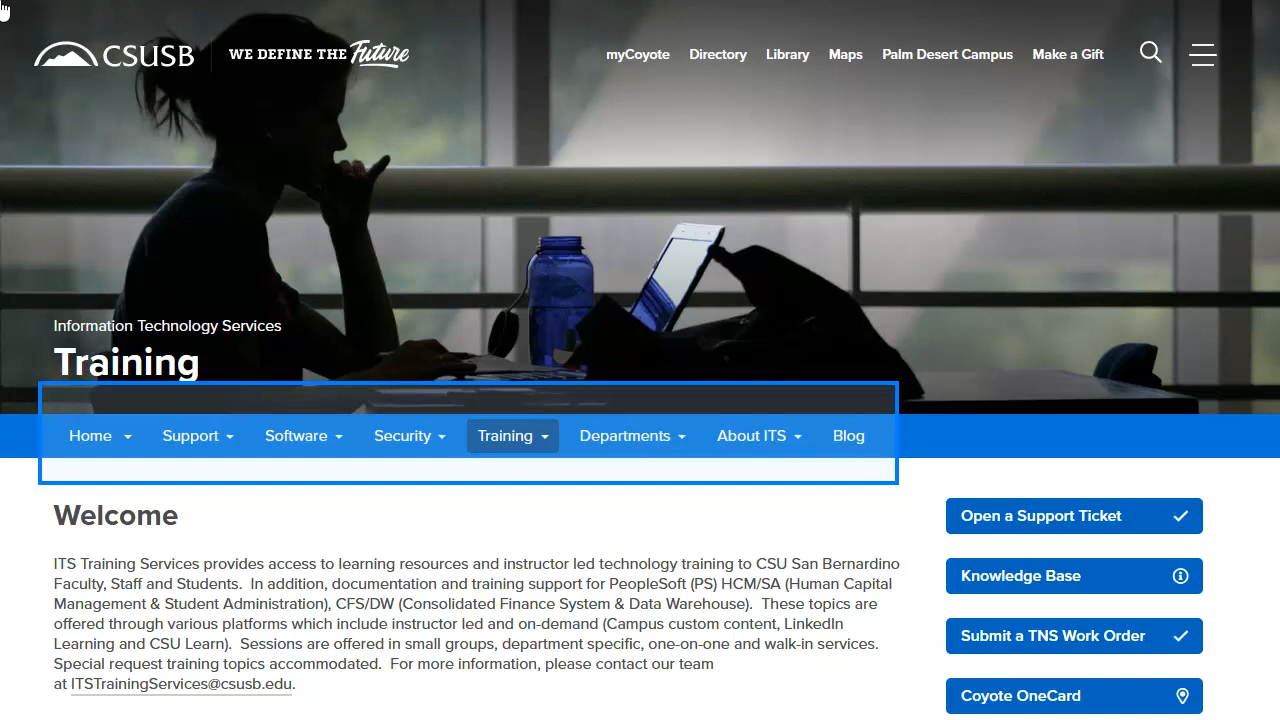 CSUSB WE DEFINE THE Future
myCoyote Directory Library Maps Palm Desert Campus Make a Gift
Information Technology Services
Training
Home Support Software Security Training Departments About ITS Blog
Welcome
ITS Training Services provides access to learning resources and instructor led technology training to CSU San Bernardino
Faculty, Staff and Students. In addition, documentation and training support for PeopleSoft (PS) HCM/SA (Human Capital
Management & Student Administration), CFS/DW (Consolidated Finance System & Data Warehouse). These topics are
offered through various platforms which include instructor led and on-demand (Campus custom content, LinkedIn
Learning and CSU Learn). Sessions are offered in small groups, department specific, one-on-one and walk-in services.
Special request training topics accommodated. For more information, please contact our team
at ITSTrainingServices@csusb.edu.
Open a Support Ticket
Knowledge Base
Submit a TNS Work Order
Coyote OneCard